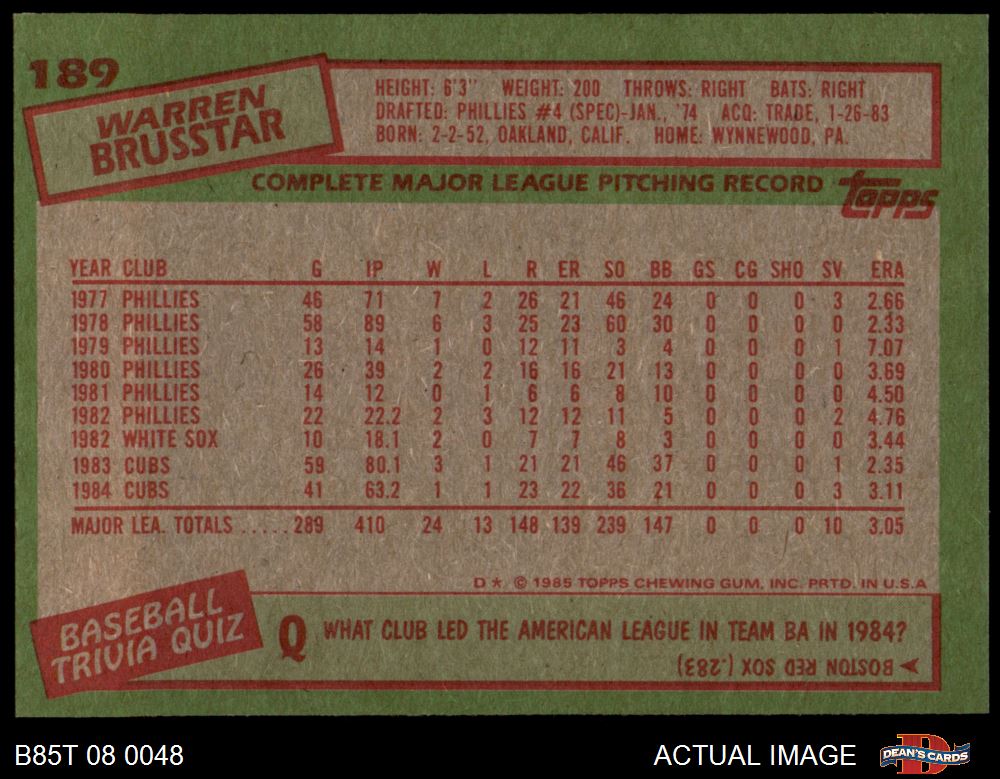 189
WARREN
BRUSSTAR
HEIGHT: 6'3" WEIGHT: 200 THROWS: RIGHT BATS: RIGHT
DRAFTED: PHILLIES #4 (SPEC)-JAN., '74 ACQ: TRADE, 1-26-83
BORN: 2-2-52, OAKLAND, CALIF. HOME: WYNNEWOOD, PA.
COMPLETE MAJOR LEAGUE PITCHING RECORD
topps
YEAR CLUB G IP W L R ER SO BB GS CG SHO SV ERA
1977 PHILLIES 46 71 7 2 26 21 46 24 0 0 0 3 2.66
1978 PHILLIES 58 89 6 3 25 23 60 30 0 0 0 0 2.33
1979 PHILLIES 13 14 1 0 12 11 3 4 0 0 0 1 7.07
1980 PHILLIES 26 39 2 2 16 16 21 13 0 0 0 0 3.69
1981 PHILLIES 14 12 0 1 6 6 8 10 0 0 0 0 4.50
1982 PHILLIES 22 22.2 2 3 12 12 11 5 0 0 0 2 4.76
1982 WHITE SOX 10 18.1 2 0 7 7 8 3 0 0 0 0 3.44
1983 CUBS 59 80.1 3 1 21 21 46 37 0 0 0 1 2.35
1984 CUBS 41 63.2 1 1 23 22 36 21 0 0 0 3 3.11
MAJOR LEA. TOTALS ..... 289 410 24 13 148 139 239 147 0 0 0 10 3.05
D * © 1985 TOPPS CHEWING GUM, INC. PRTD. IN U.S.A
BASEBALL
TRIVIA QUIZ
Q WHAT CLUB LED THE AMERICAN LEAGUE IN TEAM BA IN 1984?
BOSTON RED SOX (.283)
B85T 08 0048
ACTUAL IMAGE
DEAN'S CARDS